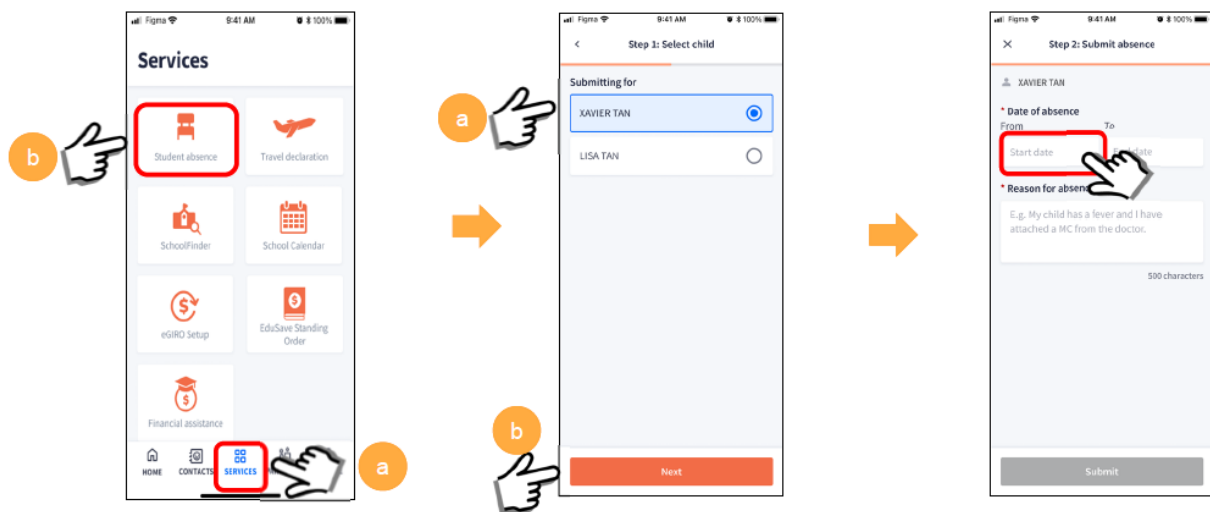 Figma 9:41 AM 100%
Services
Student absence
Travel declaration
SchoolFinder
School Calendar
eGIRO Setup
EduSave Standing
Order
Financial assistance
HOME CONTACTS SERVICES
b
a
Figma 9:41 AM 100%
Step 1: Select child
Submitting for
XAVIER TAN
LISA TAN
Next
a
b
Figma 9:41 AM 100%
Step 2: Submit absence
XAVIER TAN
* Date of absence
From To
Start date date
* Reason for absen
E.g. My child has a fever and I have
attached a MC from the doctor.
500 characters
Submit